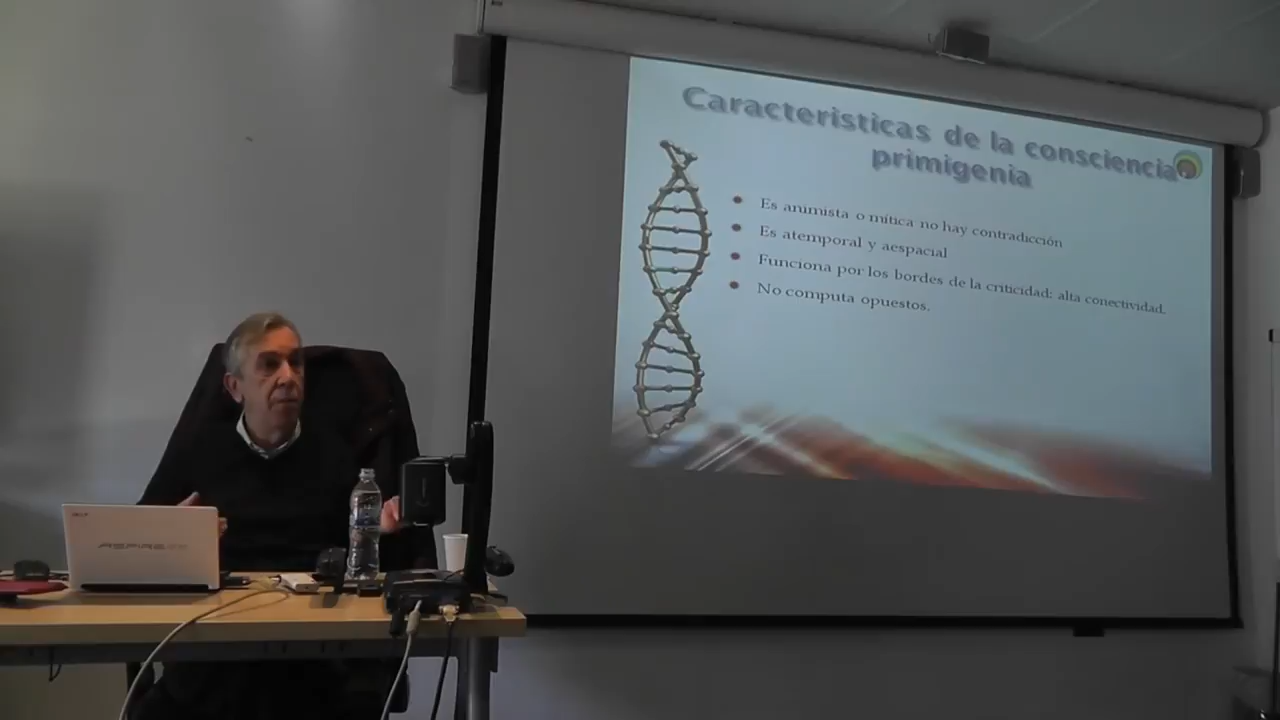 Caracteristicas de la consciencia
primigenia
Es animista o mítica no hay contradicción
Es atemporal y aespacial
Funciona por los bordes de la criticidad: alta conectividad.
No computa opuestos.
acer